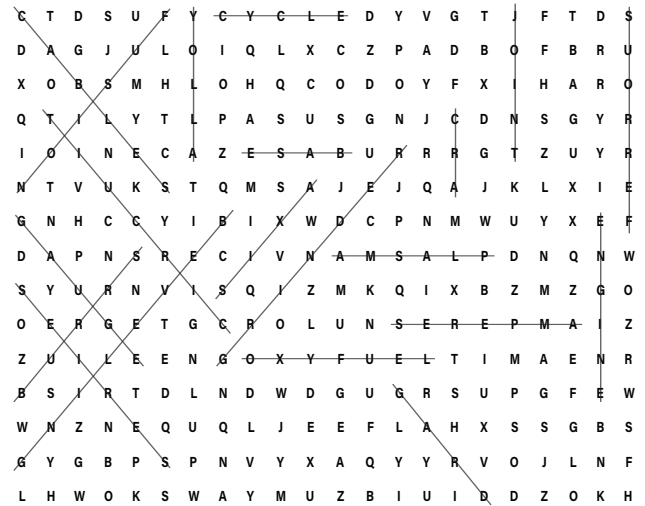 C T D S U F Y C Y C L E D Y V G T J F T D S
D A G J U L O I Q L X C Z P A D B O F B R U
X O B S M H L O H Q C O D O Y F X I H A R O
Q T I L Y T L P A S U S G N J C D N S G Y R
I O I N E C A Z E S A B U R R R G T Z U Y R
N T V U K S T Q M S A J E J Q A J K L X I E
G N H C C Y I B I X W D C P N M W U Y X E F
D A P N S R E C I V N A M S A L P D N Q N W
S Y U R N V I S Q I Z M K Q I X B Z M Z G O
O E R G E T G C R O L U N S E R E P M A I Z
Z U I L E E N G O X Y F U E L T I M A E N R
B S I R T D L N D W D G U G R S U P G F E W
W N Z N E Q U Q L J E E F L A H X S S G B S
G Y G B P S P N V Y X A Q Y Y R V O J L N F
L H W O K S W A Y M U Z B I U I D D Z O K H